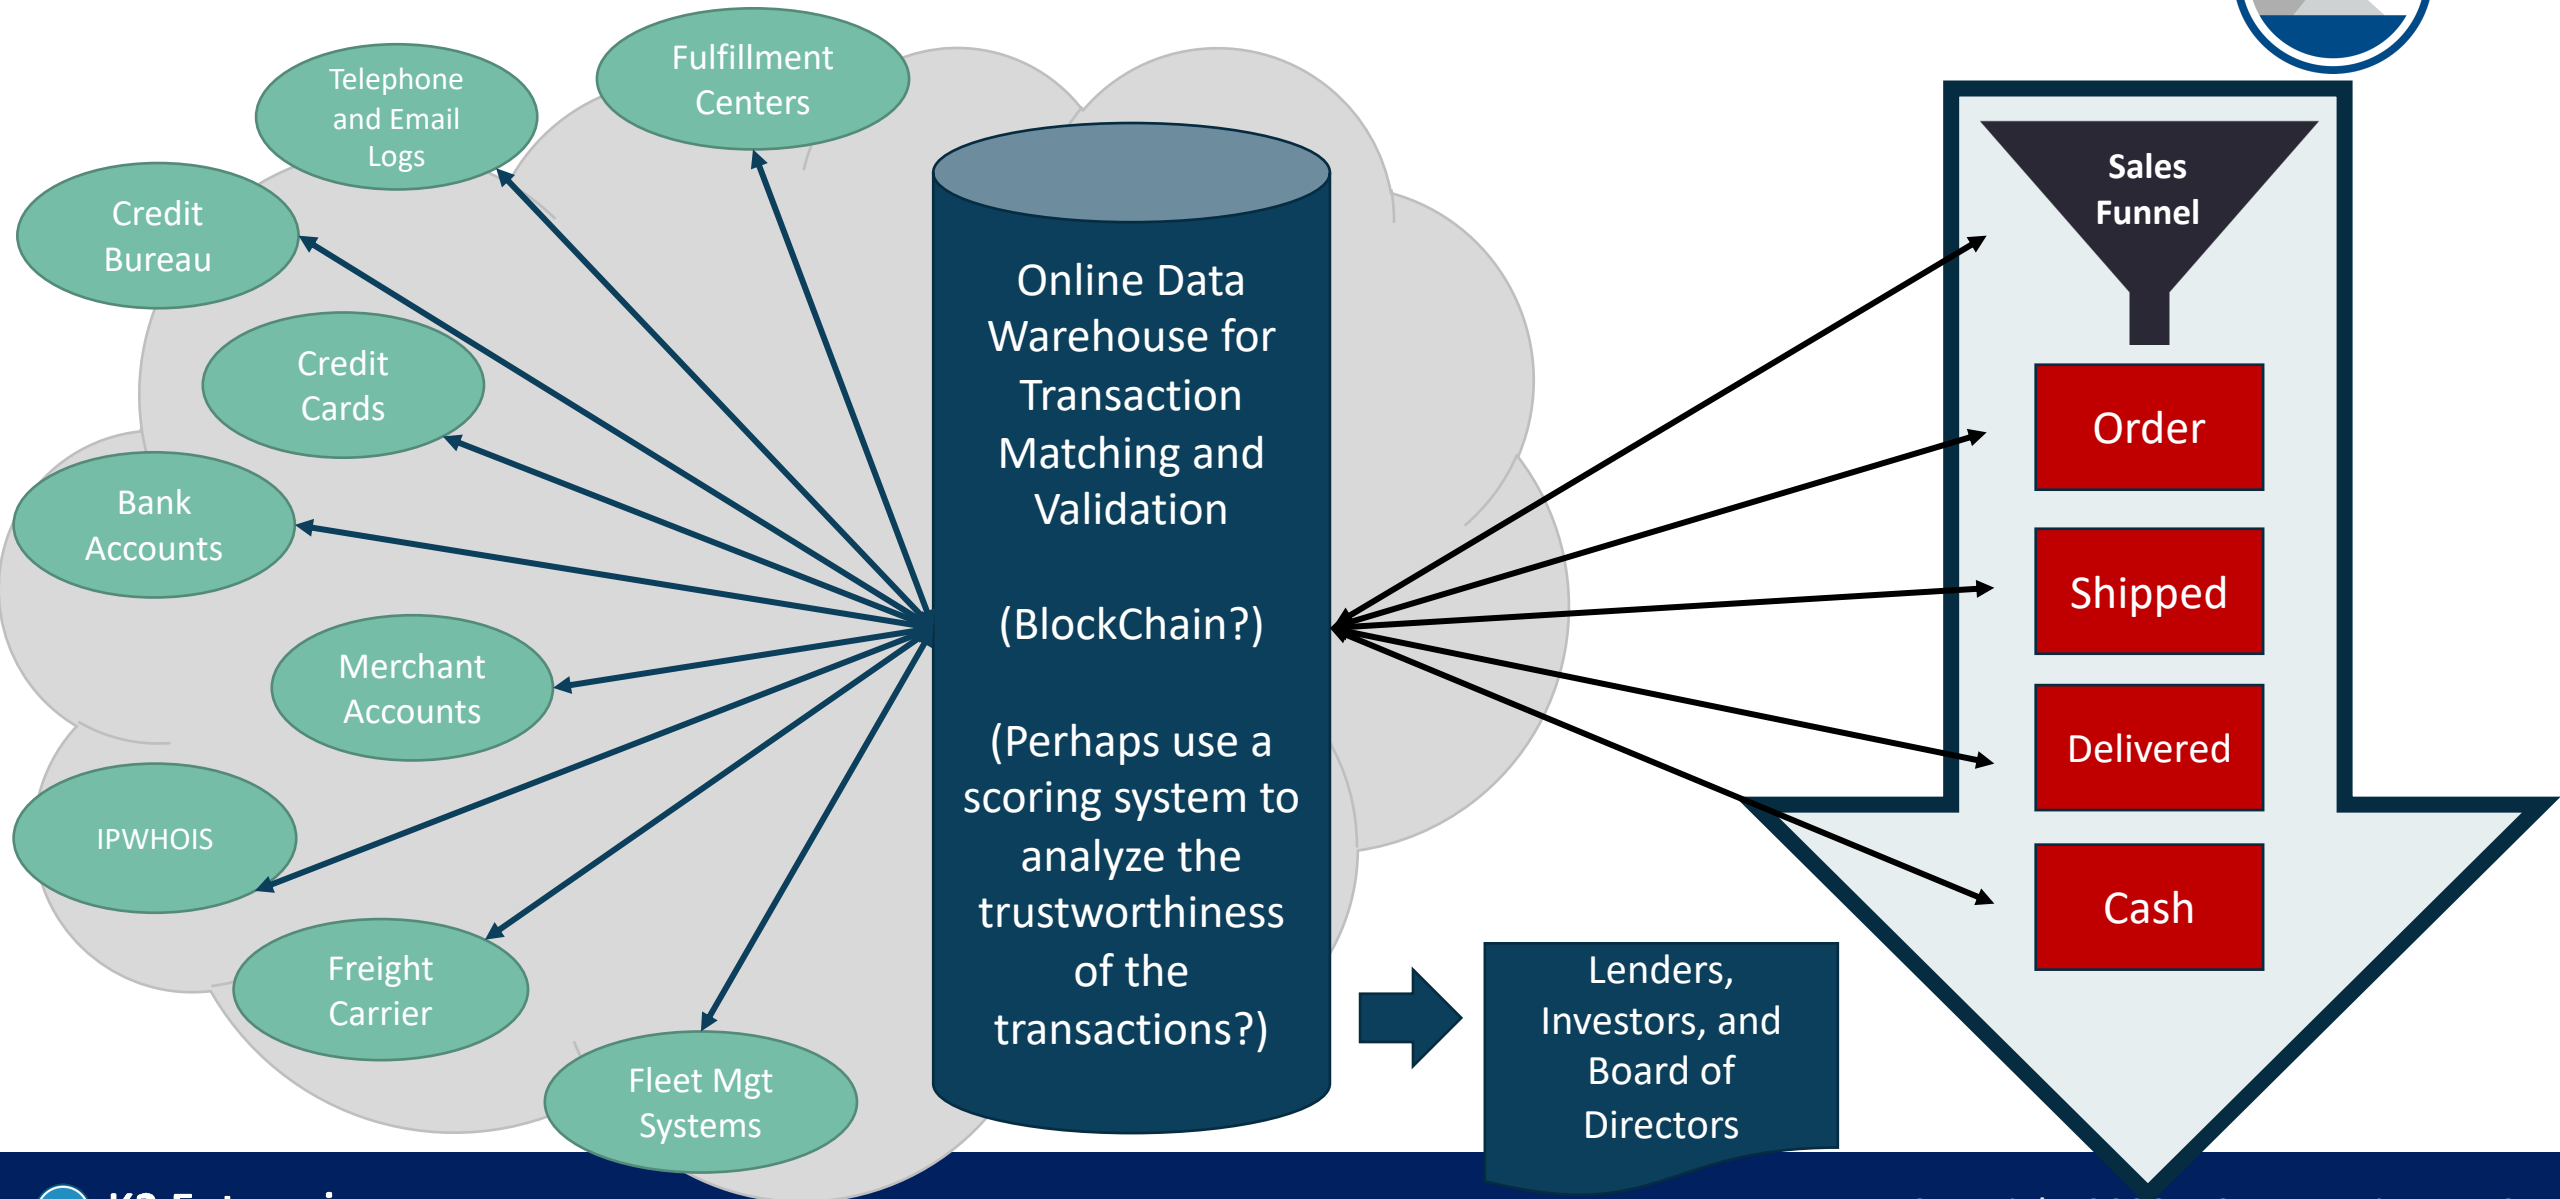 Fulfillment
Centers
Telephone
and Email
Logs
Credit
Bureau
Credit
Cards
Bank
Accounts
Merchant
Accounts
IPWHOIS
Freight
Carrier
Fleet Mgt
Systems
Online Data
Warehouse for
Transaction
Matching and
Validation
(BlockChain?)
(Perhaps use a
scoring system to
analyze the
trustworthiness
of the
transactions?)
Lenders,
Investors, and
Board of
Directors
Sales
Funnel
Order
Shipped
Delivered
Cash